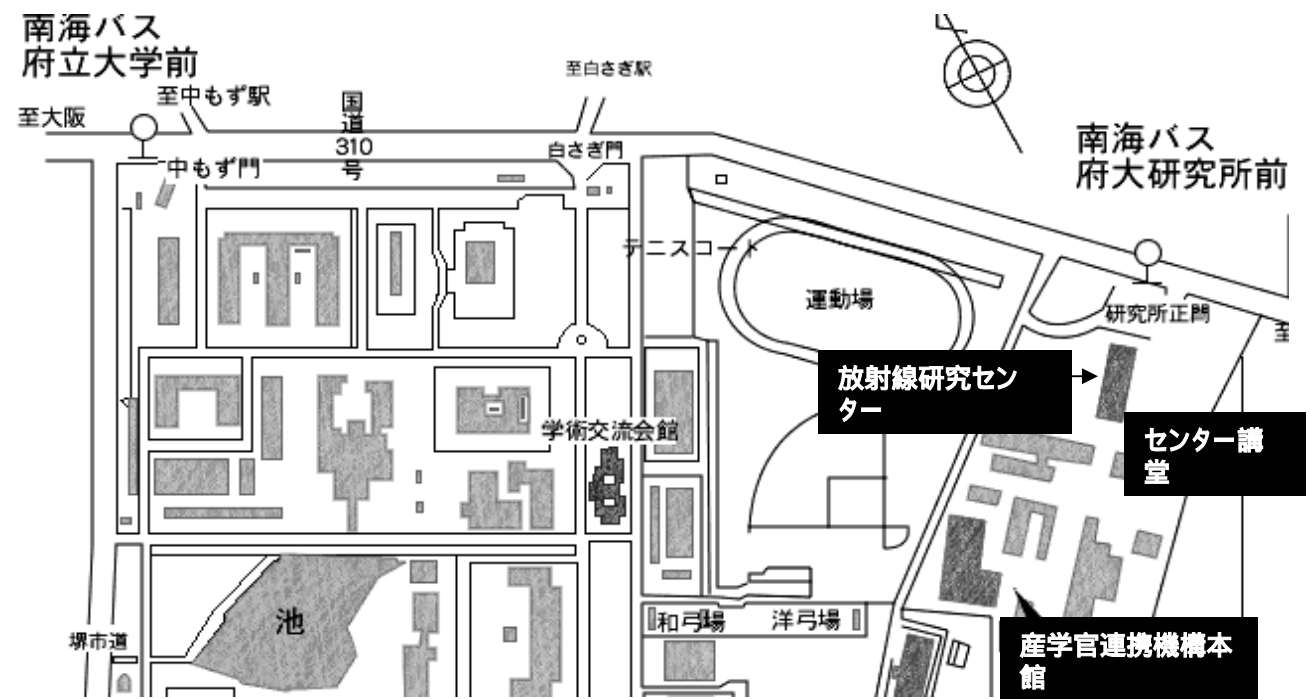 南海バス
府立大学前
至白さぎ駅
至中もず駅
至大阪
国道310号
南海バス
府大研究所前
白さぎ門
中もず門
テニスコート
運動場
研究所正門
至
放射線研究セン
ター
学術交流会館
センター講
堂
池
和弓場
洋弓場
堺市道
産学官連携機構本
館